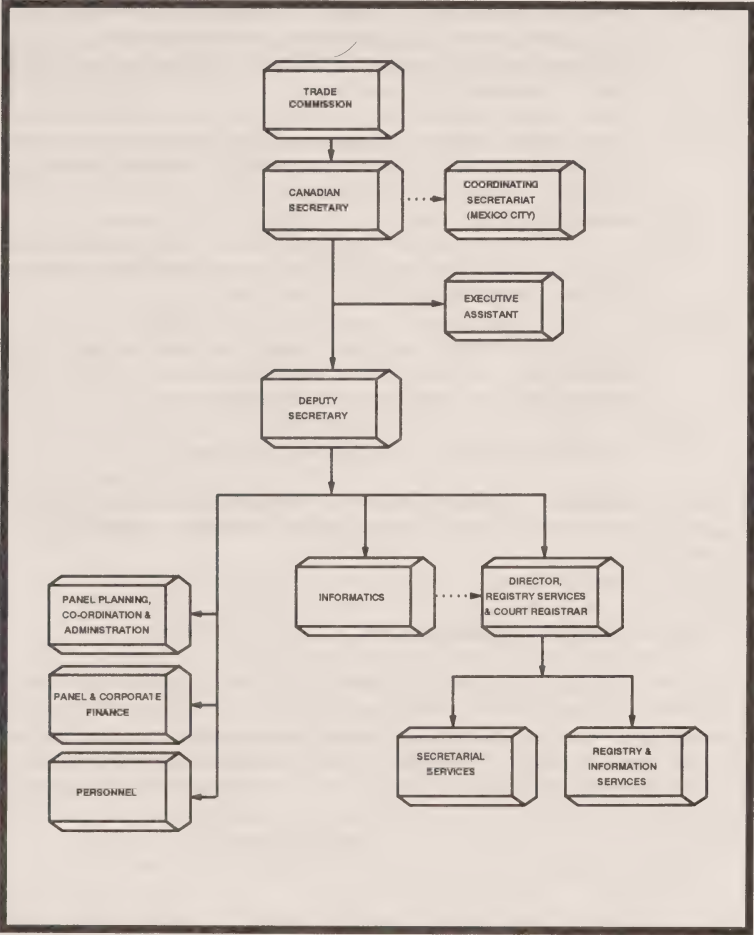 TRADE
COMMISSION
CANADIAN
SECRETARY
COORDINATING
SECRETARIAT
(MEXICO CITY)
EXECUTIVE
ASSISTANT
DEPUTY
SECRETARY
PANEL PLANNING,
CO-ORDINATION &
ADMINISTRATION
PANEL & CORPORATE
FINANCE
PERSONNEL
INFORMATICS
DIRECTOR,
REGISTRY SERVICES
& COURT REGISTRAR
SECRETARIAL
SERVICES
REGISTRY &
INFORMATION
SERVICES